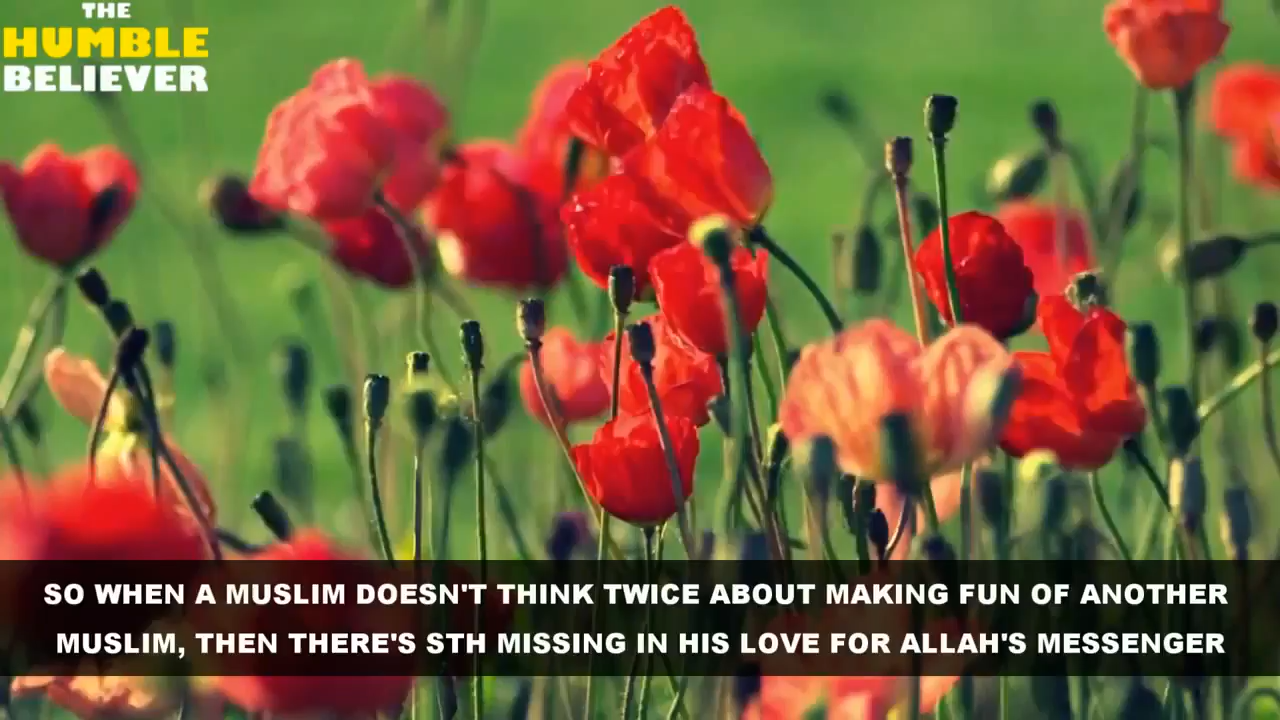 THE
HUMBLE
BELIEVER
SO WHEN A MUSLIM DOESN'T THINK TWICE ABOUT MAKING FUN OF ANOTHER
MUSLIM, THEN THERE'S STH MISSING IN HIS LOVE FOR ALLAH'S MESSENGER